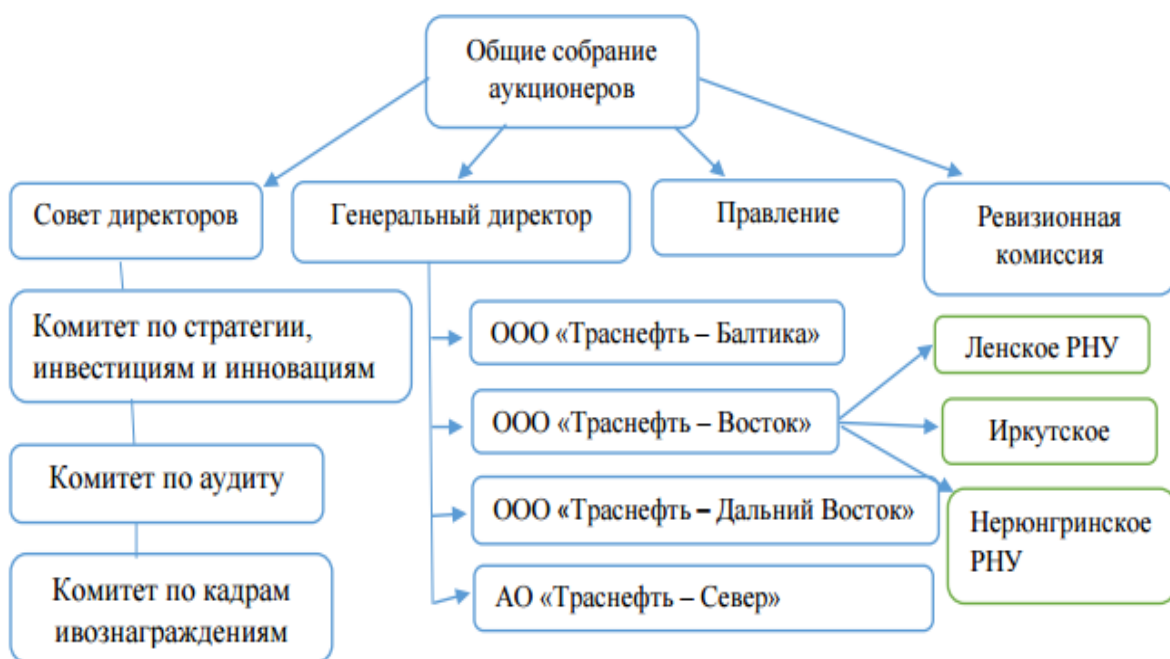 Общие собрание
аукционеров
Совет директоров
Генеральный директор
Правление
Ревизионная
комиссия
Комитет по стратегии,
инвестициям и инновациям
Комитет по аудиту
Комитет по кадрам
ивознаграждениям
ООО «Траснефть – Балтика»
ООО «Траснефть – Восток»
ООО «Траснефть – Дальний Восток»
АО «Траснефть – Север»
Ленское РНУ
Иркутское
Нерюнгринское
РНУ